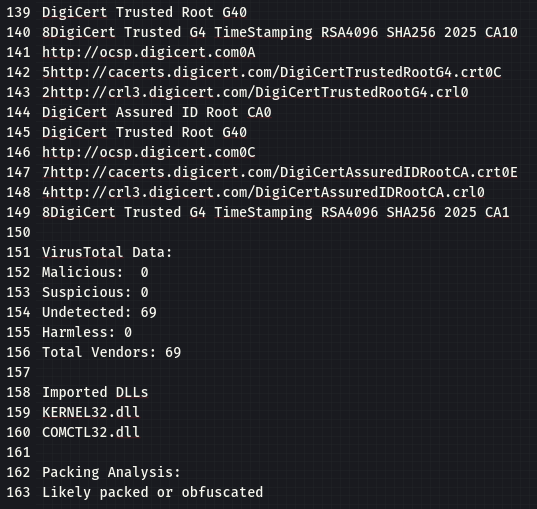 139 DigiCert Trusted Root G40
140 8DigiCert Trusted G4 TimeStamping RSA4096 SHA256 2025 CA10
141 http://ocsp.digicert.com0A
142 5http://cacerts.digicert.com/DigiCertTrustedRootG4.crt0C
143 2http://crl3.digicert.com/DigiCertTrustedRootG4.crl0
144 DigiCert Assured ID Root CA0
145 DigiCert Trusted Root G40
146 http://ocsp.digicert.com0C
147 7http://cacerts.digicert.com/DigiCertAssuredIDRootCA.crt0E
148 4http://crl3.digicert.com/DigiCertAssuredIDRootCA.crl0
149 8DigiCert Trusted G4 TimeStamping RSA4096 SHA256 2025 CA1
150
151 VirusTotal Data:
152 Malicious:  0
153 Suspicious: 0
154 Undetected: 69
155 Harmless: 0
156 Total Vendors: 69
157
158 Imported DLLs
159 KERNEL32.dll
160 COMCTL32.dll
161
162 Packing Analysis:
163 Likely packed or obfuscated